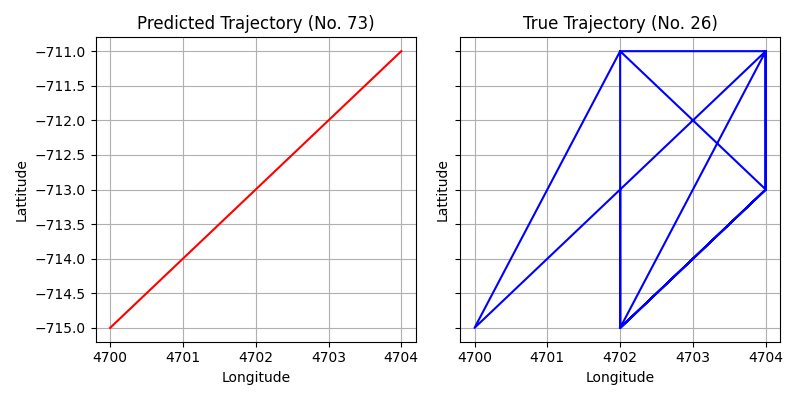 Predicted Trajectory (No. 73)
True Trajectory (No. 26)
−711.0
−711.5
−712.0
−712.5
−713.0
−713.5
−714.0
−714.5
−715.0
Lattitude
Lattitude
4700 4701 4702 4703 4704
4700 4701 4702 4703 4704
Longitude
Longitude